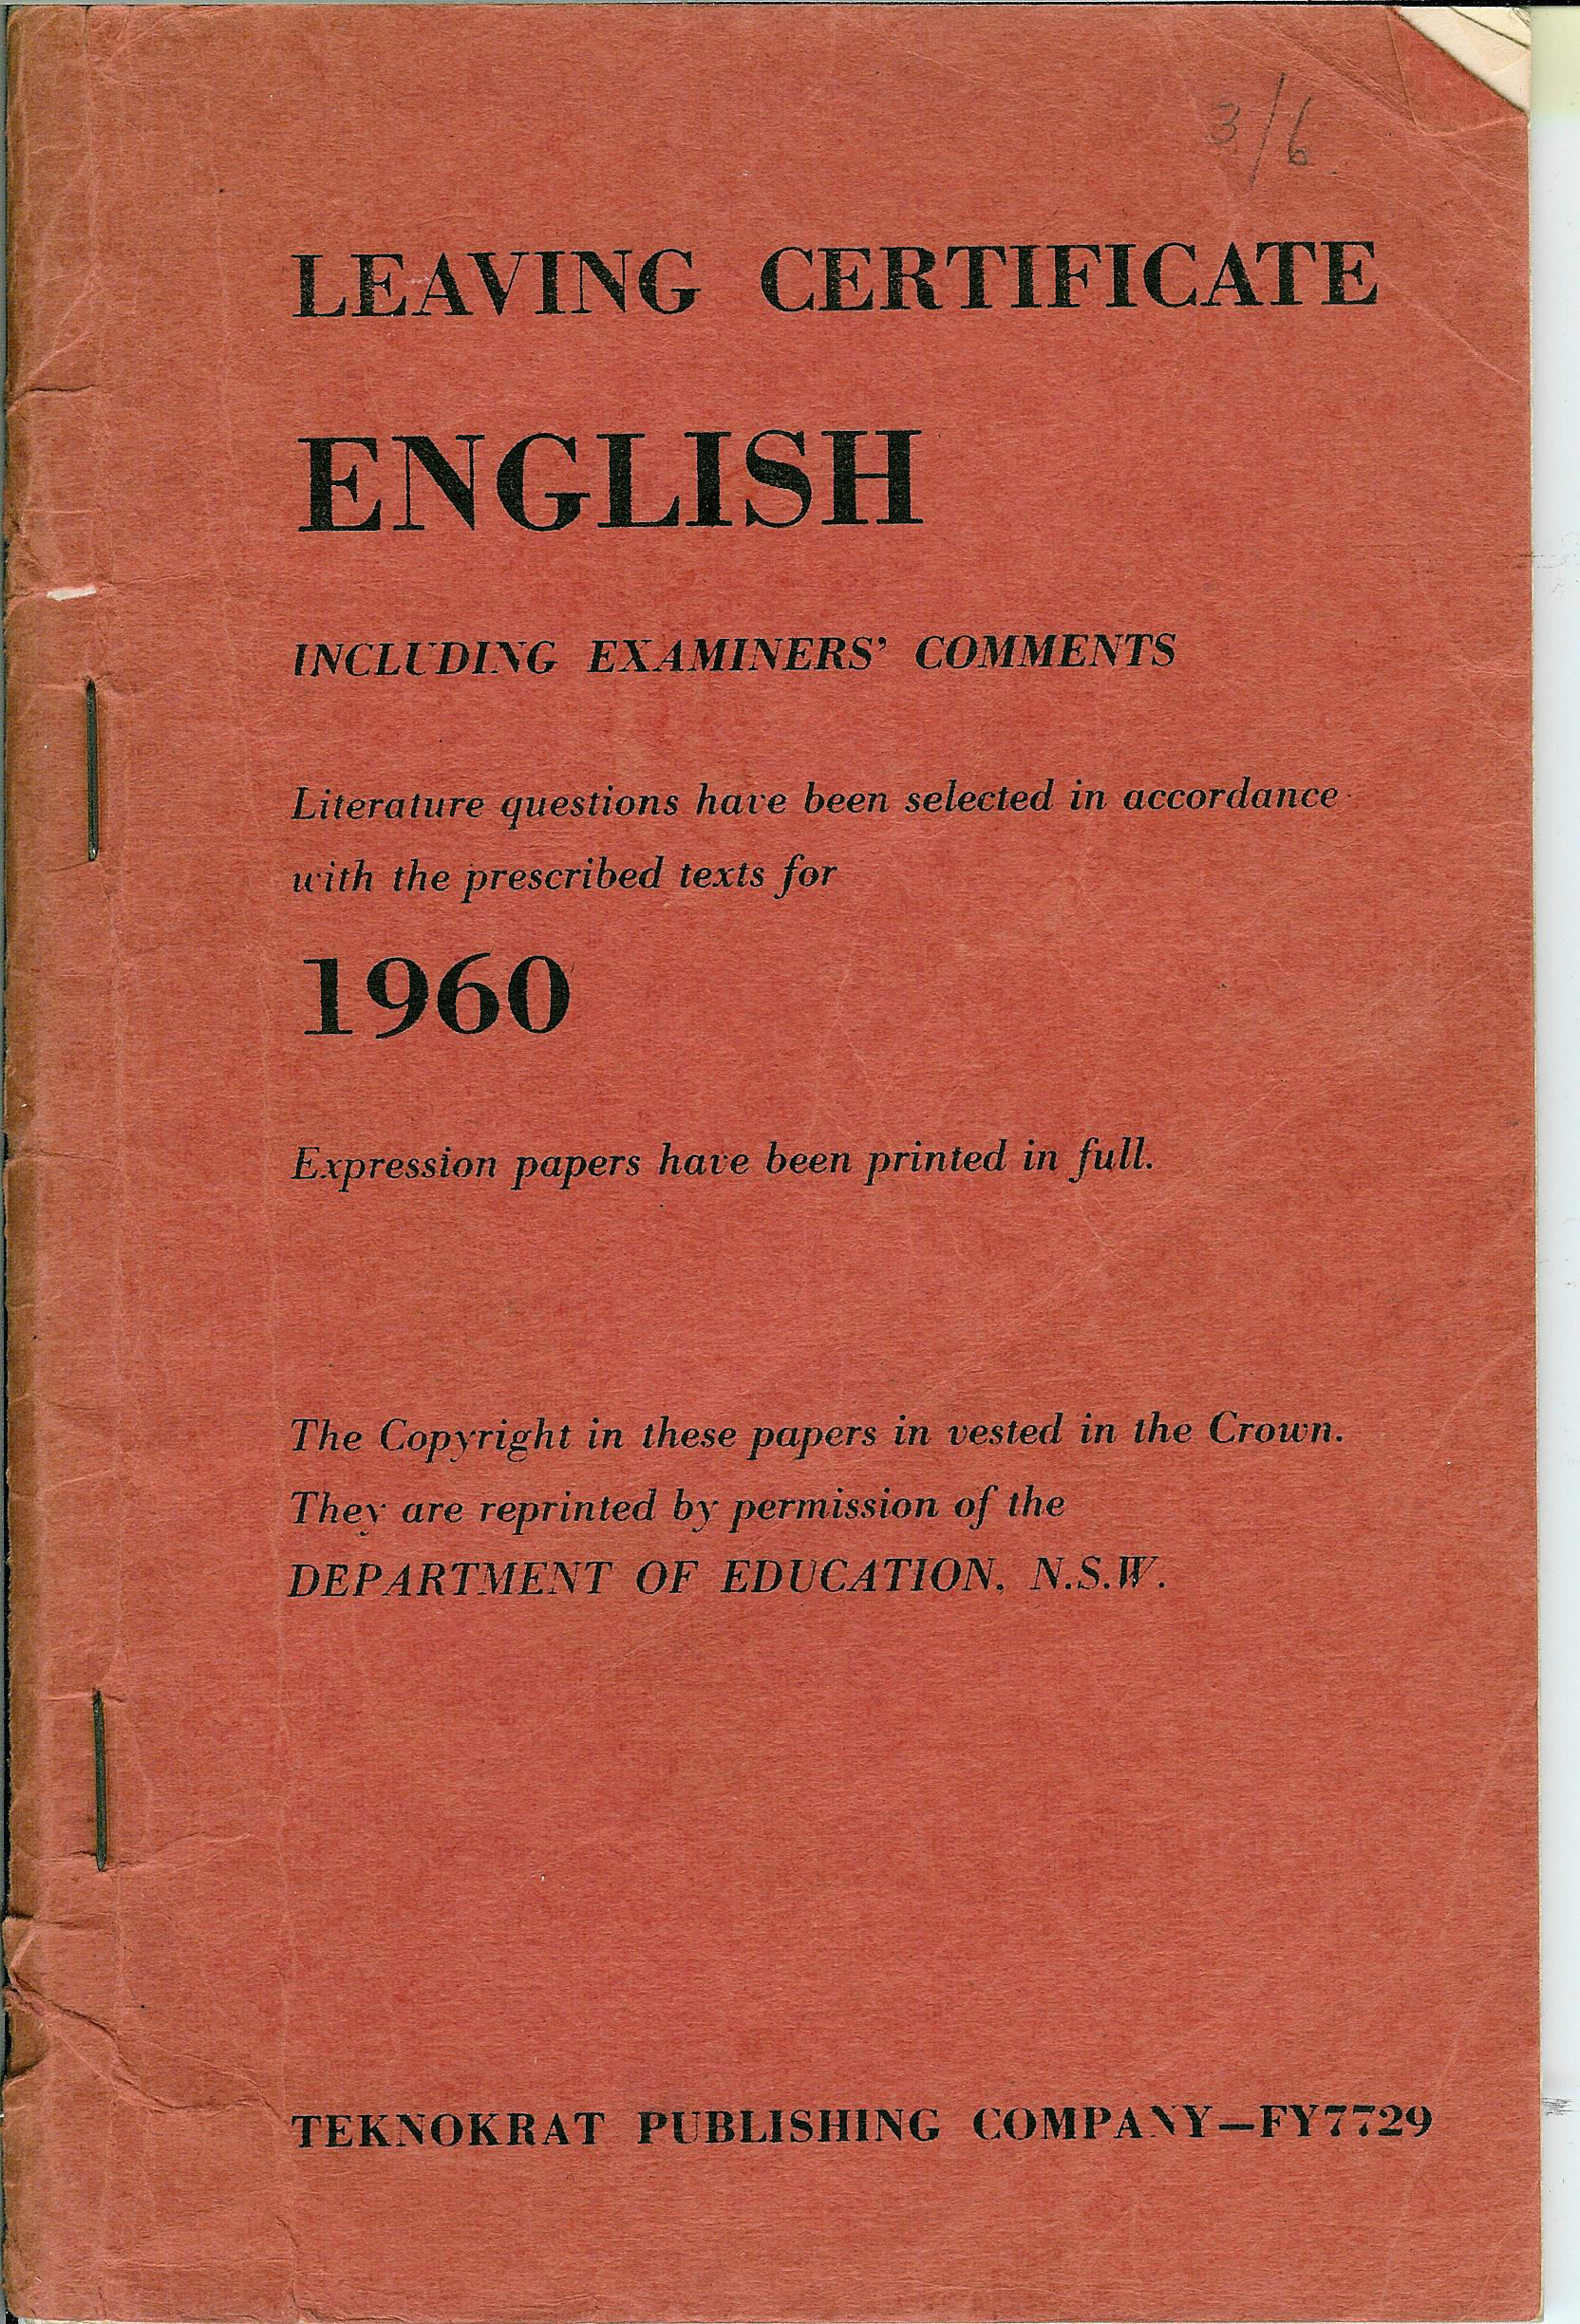 3/6
LEAVING CERTIFICATE
ENGLISH
INCLUDING EXAMINERS' COMMENTS
Literature questions have been selected in accordance
with the prescribed texts for
1960
Expression papers have been printed in full.
The Copyright in these papers in vested in the Crown.
They are reprinted by permission of the
DEPARTMENT OF EDUCATION, N.S.W.
TEKNOKRAT PUBLISHING COMPANY—FY7729